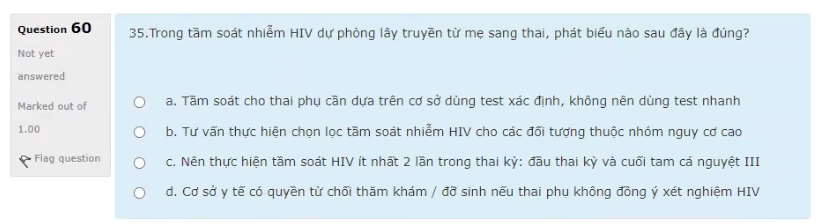 Question 60
Not yet
answered
Marked out of
1.00
Flag question
35.Trong tầm soát nhiễm HIV dự phòng lây truyền từ mẹ sang thai, phát biểu nào sau đây là đúng?
a. Tầm soát cho thai phụ cần dựa trên cơ sở dùng test xác định, không nên dùng test nhanh
b. Tư vấn thực hiện chọn lọc tầm soát nhiễm HIV cho các đối tượng thuộc nhóm nguy cơ cao
c. Nên thực hiện tầm soát HIV ít nhất 2 lần trong thai kỳ: đầu thai kỳ và cuối tam cá nguyệt III
d. Cơ sở y tế có quyền từ chối thăm khám / đỡ sinh nếu thai phụ không đồng ý xét nghiệm HIV